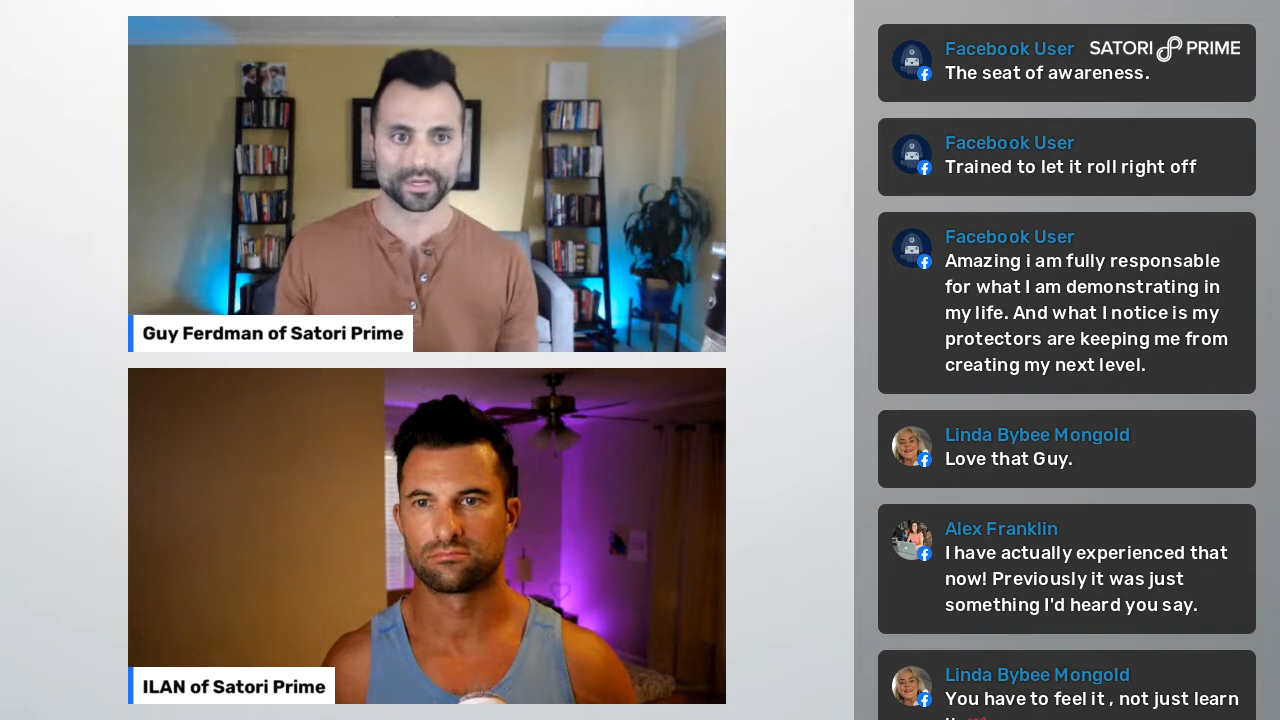 Guy Ferdman of Satori Prime
ILAN of Satori Prime
Facebook User
SATORI PRIME
The seat of awareness.
Facebook User
Trained to let it roll right off
Facebook User
Amazing i am fully responsable
for what I am demonstrating in
my life. And what I notice is my
protectors are keeping me from
creating my next level.
Linda Bybee Mongold
Love that Guy.
Alex Franklin
I have actually experienced that
now! Previously it was just
something I'd heard you say.
Linda Bybee Mongold
You have to feel it , not just learn